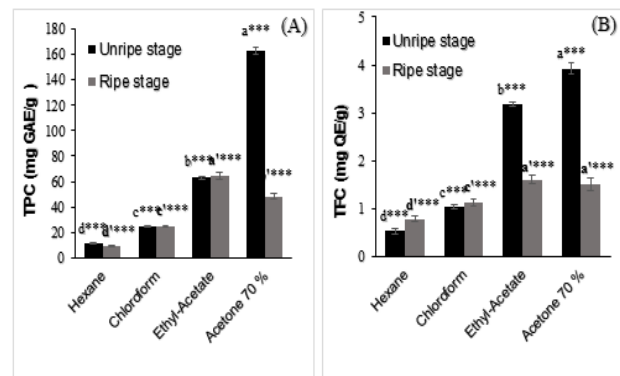 (A)
Unripe stage
Ripe stage
TPC (mg GAE/g)
180
160
140
120
100
80
60
40
20
0
d*** d'***
c*** c'***
b*** a'***
a*** '***
Hexane
Chloroform
Ethyl-Acetate
Acetone 70 %
(B)
Unripe stage
Ripe stage
TFC (mg QE/g)
5
4
3
2
1
0
d*** d'***
c*** c'***
b*** a'***
a*** a'***
Hexane
Chloroform
Ethyl-Acetate
Acetone 70 %